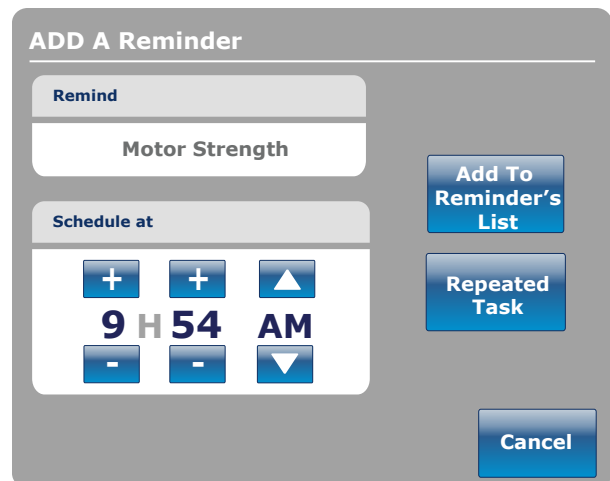 ADD A Reminder
Remind
Motor Strength
Schedule at
+ +
9 H 54 AM
- -
Add To
Reminder's
List
Repeated
Task
Cancel